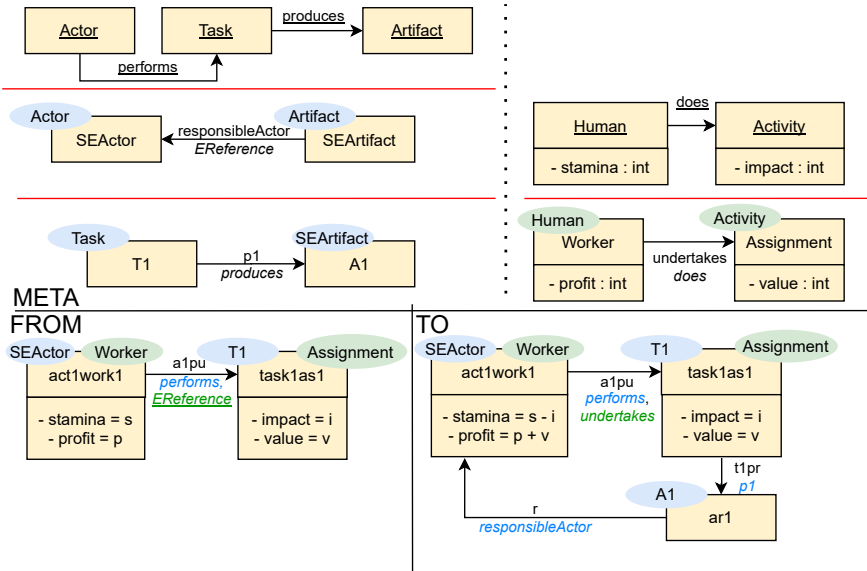 Actor
Task
produces
Artifact
performs
Actor
SEActor
responsibleActor
EReference
Artifact
SEArtifact
does
Human
- stamina : int
Activity
- impact : int
Task
T1
p1
produces
SEArtifact
A1
Human
Worker
- profit : int
undertakes
does
Activity
Assignment
- value : int
META
FROM
SEActor
Worker
act1work1
- stamina = s
- profit = p
a1pu
performs,
EReference
T1
Assignment
task1as1
- impact = i
- value = v
TO
SEActor
Worker
act1work1
- stamina = s - i
- profit = p + v
a1pu
performs,
undertakes
T1
Assignment
task1as1
- impact = i
- value = v
t1pr
p1
A1
ar1
r
responsibleActor